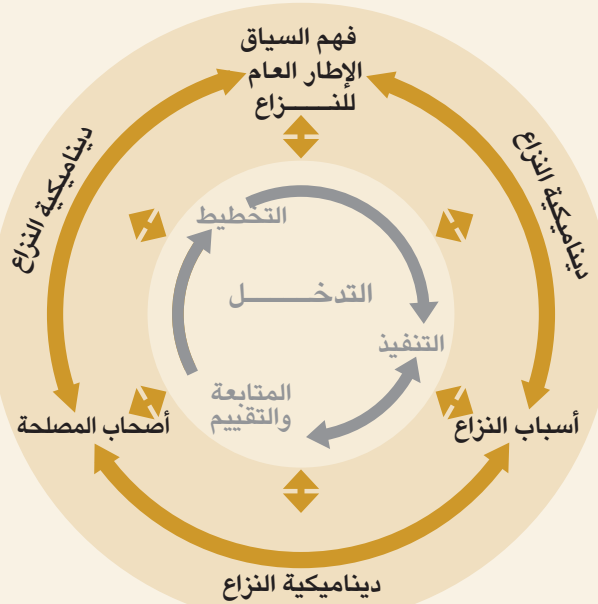 فهم السياق
الإطار العام
للنـــــزاع
ديناميكية النزاع
ديناميكية النزاع
التخطيط
التدخـــــــل
التنفيذ
المتابعة
والتقييم
أسباب النزاع
أصحاب المصلحة
ديناميكية النزاع